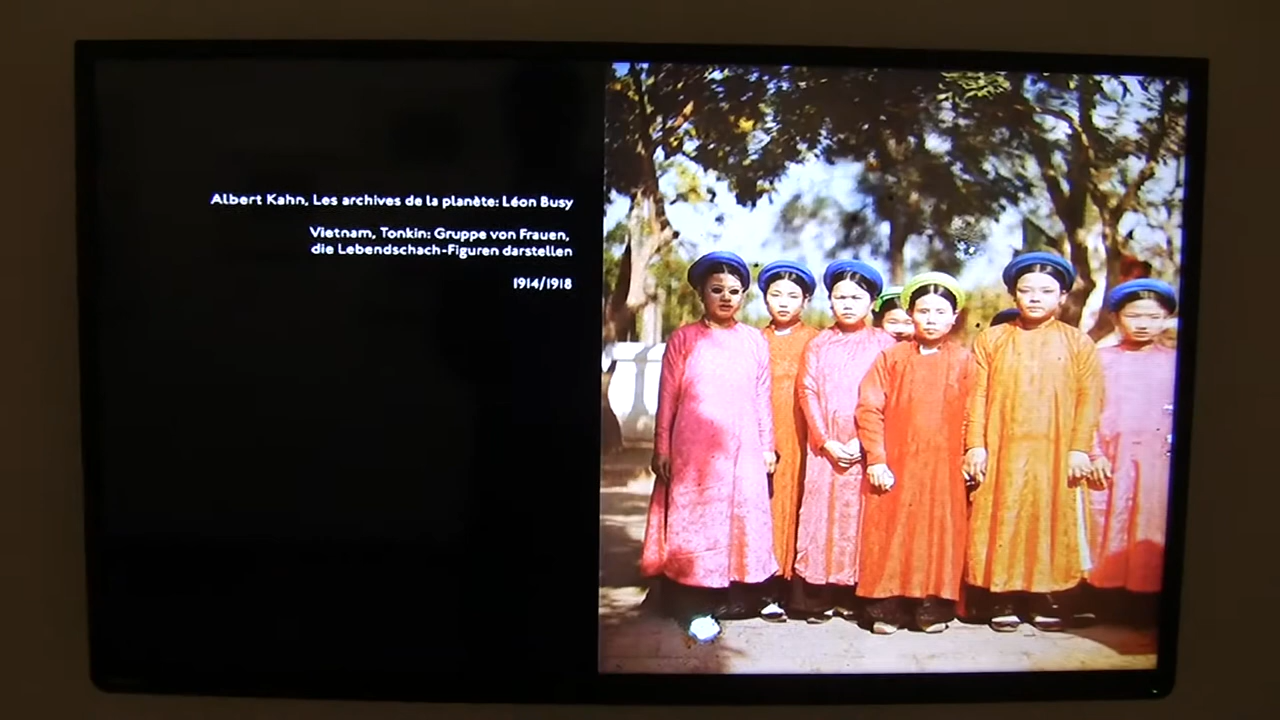 Albert Kahn, Les archives de la planète: Léon Busy
Vietnam, Tonkin: Gruppe von Frauen,
die Lebendschach-Figuren darstellen
1914/1918